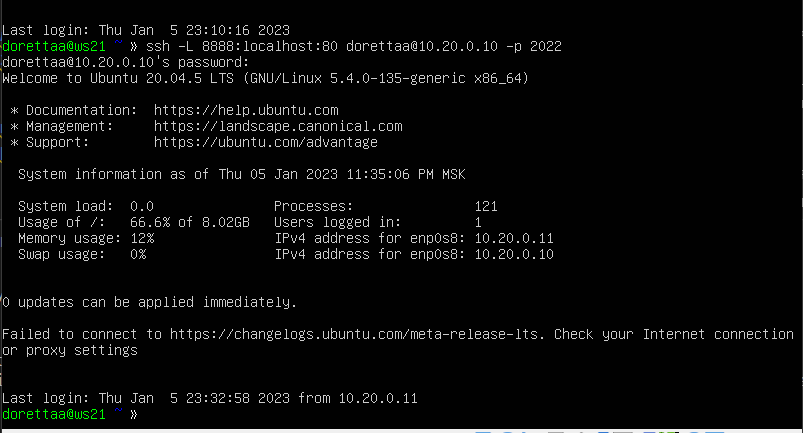 Last login: Thu Jan  5 23:10:16 2023
dorettaa@ws21 ~ » ssh -L 8888:localhost:80 dorettaa@10.20.0.10 -p 2022
dorettaa@10.20.0.10's password:
Welcome to Ubuntu 20.04.5 LTS (GNU/Linux 5.4.0-135-generic x86_64)

 * Documentation:  https://help.ubuntu.com
 * Management:     https://landscape.canonical.com
 * Support:        https://ubuntu.com/advantage

  System information as of Thu 05 Jan 2023 11:35:06 PM MSK

  System load:  0.0               Processes:               121
  Usage of /:   66.6% of 8.02GB   Users logged in:         1
  Memory usage: 12%               IPv4 address for enp0s8: 10.20.0.11
  Swap usage:   0%                IPv4 address for enp0s8: 10.20.0.10


0 updates can be applied immediately.

Failed to connect to https://changelogs.ubuntu.com/meta-release-lts. Check your Internet connection
or proxy settings


Last login: Thu Jan  5 23:32:58 2023 from 10.20.0.11
dorettaa@ws21 ~ »